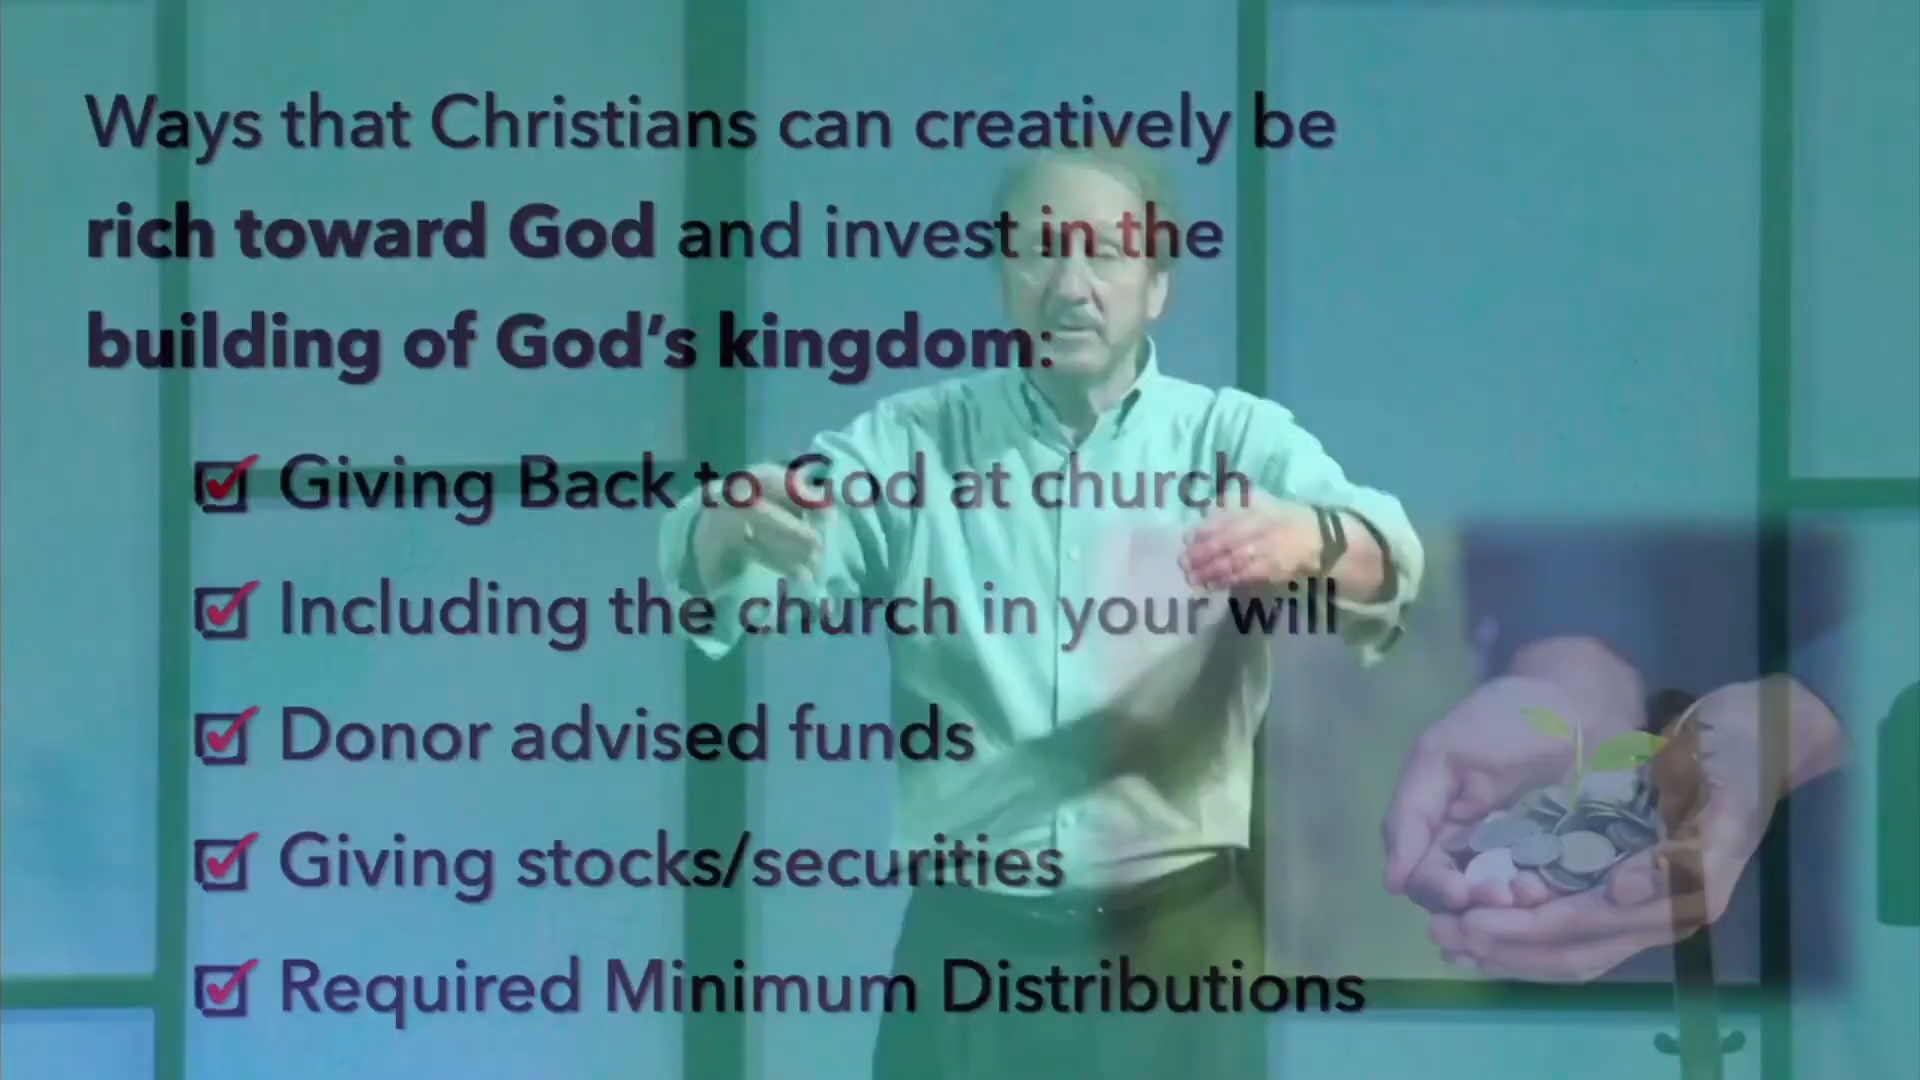 Ways that Christians can creatively be
rich toward God and invest in the
building of God's kingdom:
Giving Back to God at church
Including the church in your will
Donor advised funds
Giving stocks/securities
Required Minimum Distributions